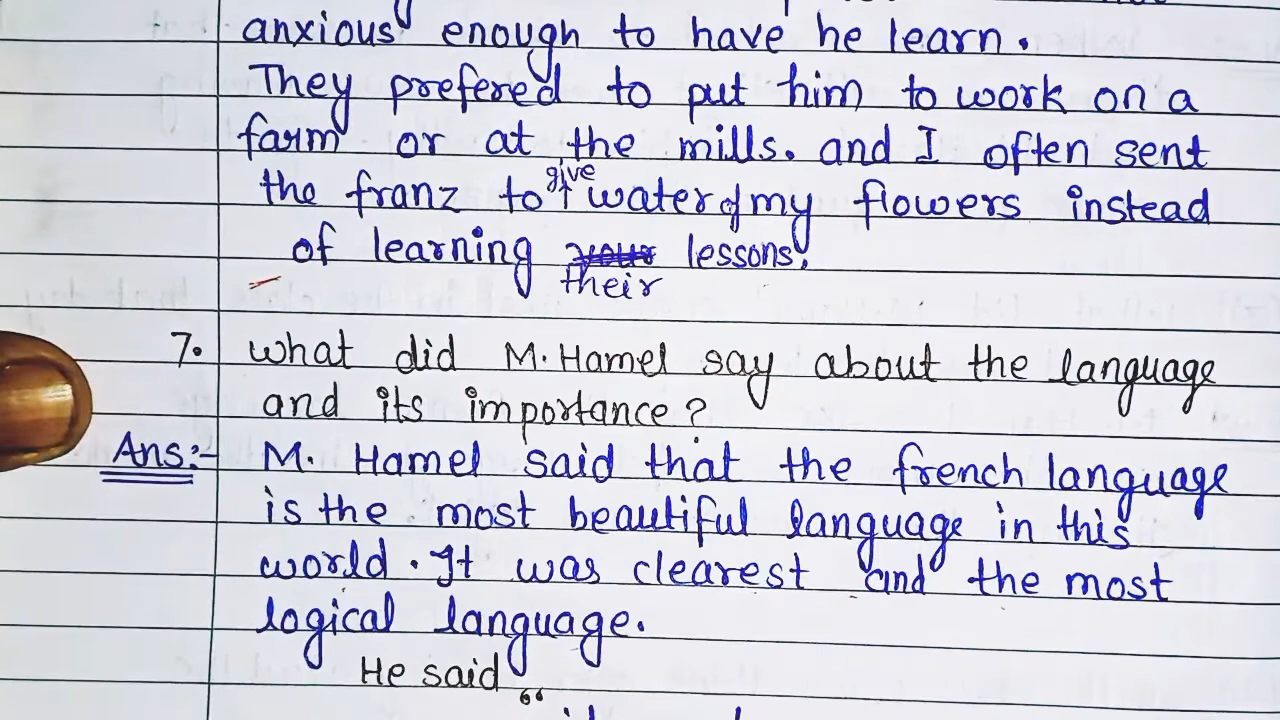 anxious enough to have he learn.
They prefered to put him to work on a
farm or at the mills. and I often sent
the franz to give water of my flowers instead
of learning their lessons.
7. what did M. Hamel say about the language
and its importance?
Ans:- M. Hamel said that the french language
is the most beautiful language in this
world. It was clearest and the most
logical language.
He said "